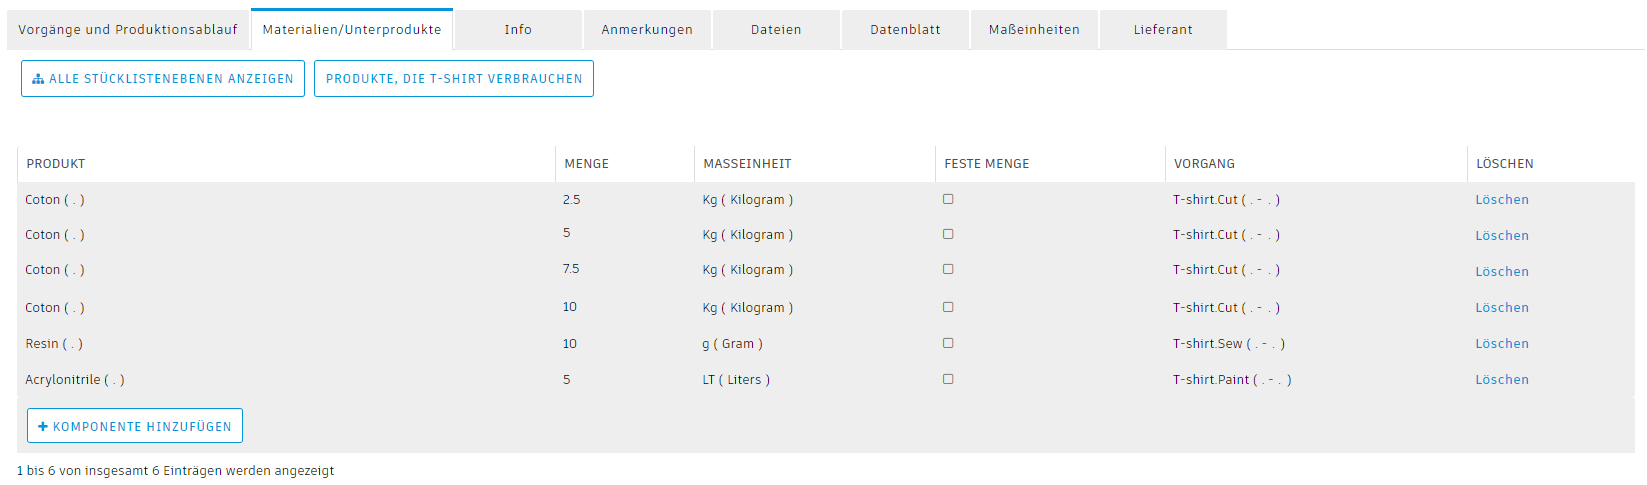 Vorgänge und Produktionsablauf Materialien/Unterprodukte Info Anmerkungen Dateien Datenblatt Maßeinheiten Lieferant
ALLE STÜCKLISTENEBENEN ANZEIGEN PRODUKTE, DIE T-SHIRT VERBRAUCHEN
PRODUKT MENGE MASSEINHEIT FESTE MENGE VORGANG LÖSCHEN
Coton ( . ) 2.5 Kg ( Kilogram ) T-shirt.Cut ( . - . ) Löschen
Coton ( . ) 5 Kg ( Kilogram ) T-shirt.Cut ( . - . ) Löschen
Coton ( . ) 7.5 Kg ( Kilogram ) T-shirt.Cut ( . - . ) Löschen
Coton ( . ) 10 Kg ( Kilogram ) T-shirt.Cut ( . - . ) Löschen
Resin ( . ) 10 g ( Gram ) T-shirt.Sew ( . - . ) Löschen
Acrylonitrile ( . ) 5 LT ( Liters ) T-shirt.Paint ( . - . ) Löschen
+ KOMPONENTE HINZUFÜGEN
1 bis 6 von insgesamt 6 Einträgen werden angezeigt